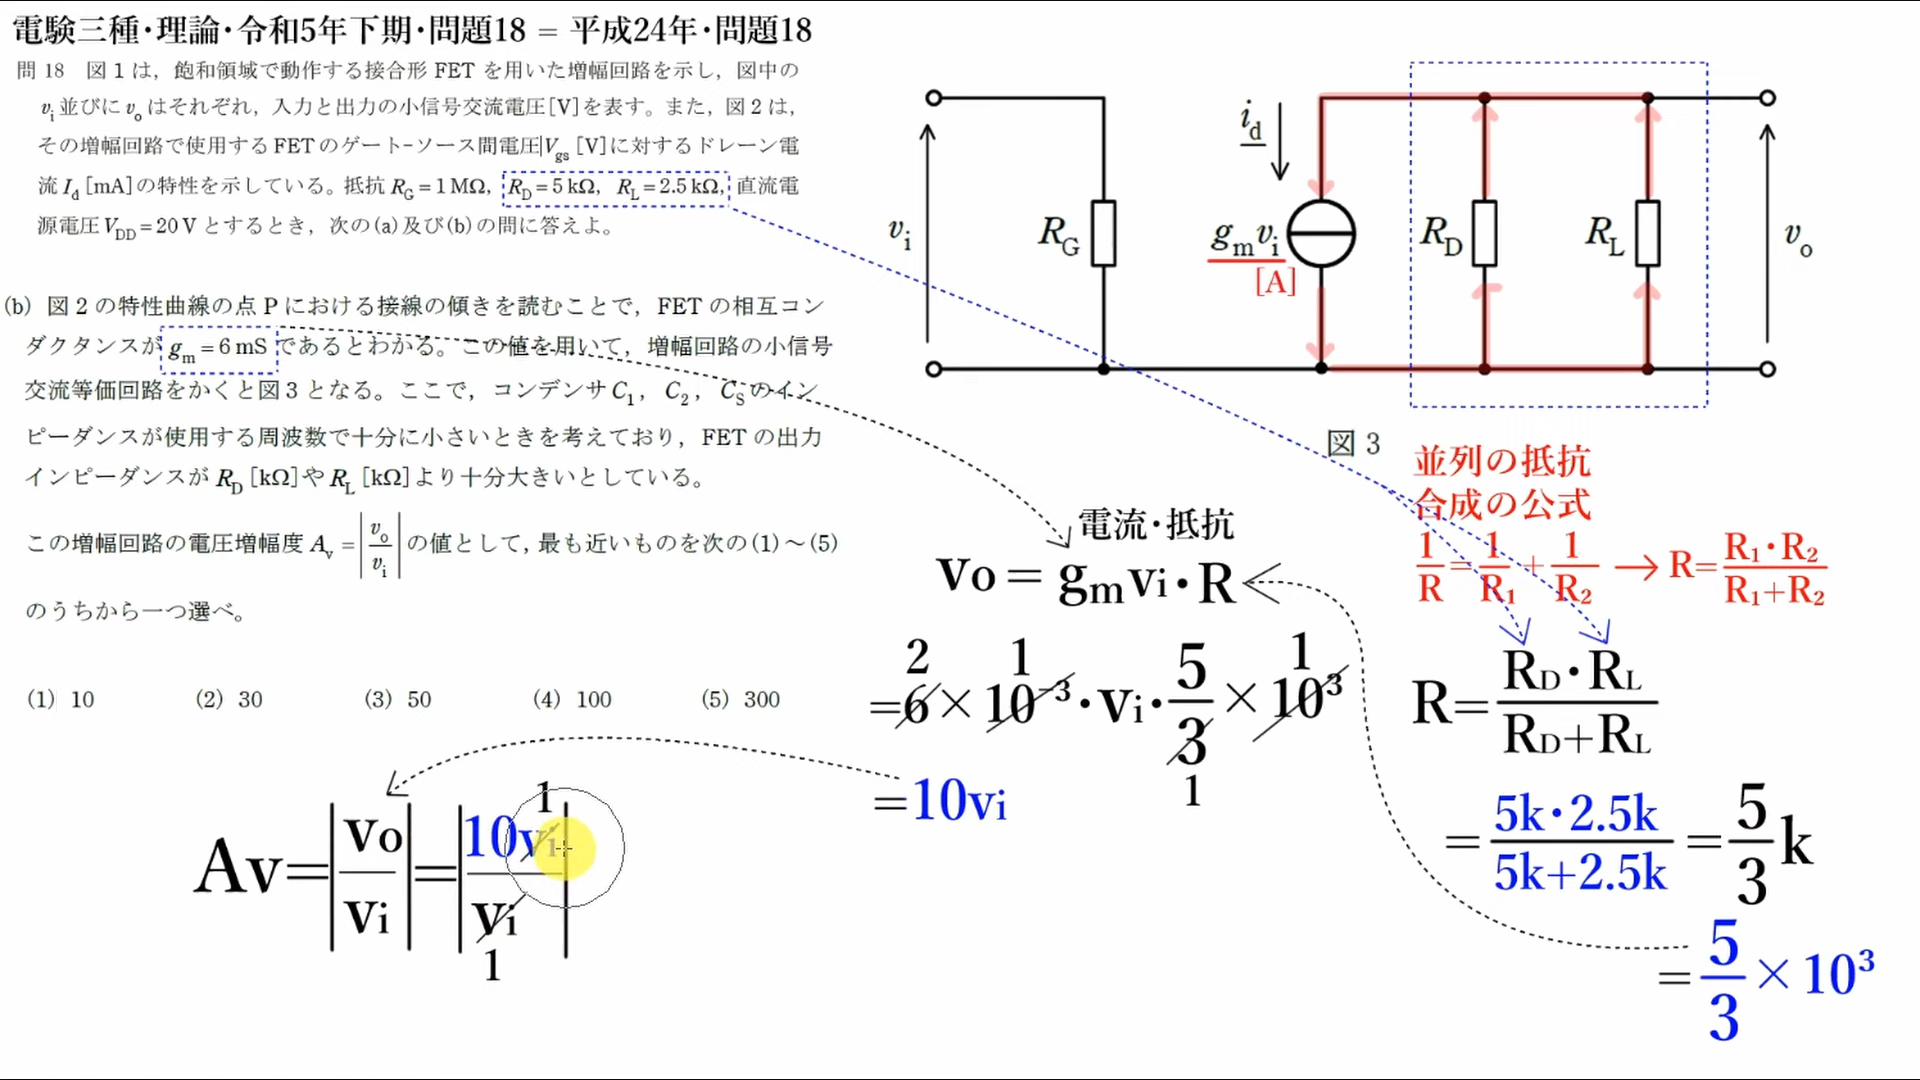 電験三種・理論・令和5年下期・問題18 = 平成24年・問題18
問 18　図 1 は，飽和領域で動作する接合形 FET を用いた増幅回路を示し，図中の
vi 並びに vo はそれぞれ，入力と出力の小信号交流電圧[V]を表す。また，図 2 は，
その増幅回路で使用する FET のゲート−ソース間電圧 Vgs [V]に対するドレーン電
流 Id [mA]の特性を示している。抵抗 RG = 1 MΩ， RD = 5 kΩ， RL = 2.5 kΩ，直流電
源電圧 VDD = 20 V とするとき，次の(a)及び(b)の問に答えよ。
(b) 図 2 の特性曲線の点 P における接線の傾きを読むことで，FET の相互コン
ダクタンスが gm = 6 mS であるとわかる。この値を用いて，増幅回路の小信号
交流等価回路をかくと図 3 となる。ここで，コンデンサ C1， C2， CS のイン
ピーダンスが使用する周波数で十分に小さいときを考えており，FET の出力
インピーダンスが RD [kΩ]や RL [kΩ]より十分大きいとしている。
この増幅回路の電圧増幅度 Av = |vo/vi| の値として，最も近いものを次の(1)～(5)
のうちから一つ選べ。
(1) 10　(2) 30　(3) 50　(4) 100　(5) 300
Av=|vo/vi|=|10vi/vi|
1
1
vi
RG
id
gmvi
[A]
RD
RL
vo
図 3
電流・抵抗
vo = gmvi・R
2 1 1
=6×10⁻³・vi・5/3×10³
1
=10vi
並列の抵抗
合成の公式
1/R=1/R1+1/R2→R=R1・R2/R1+R2
R=RD・RL/RD+RL
=5k・2.5k/5k+2.5k=5/3k
=5/3×10³